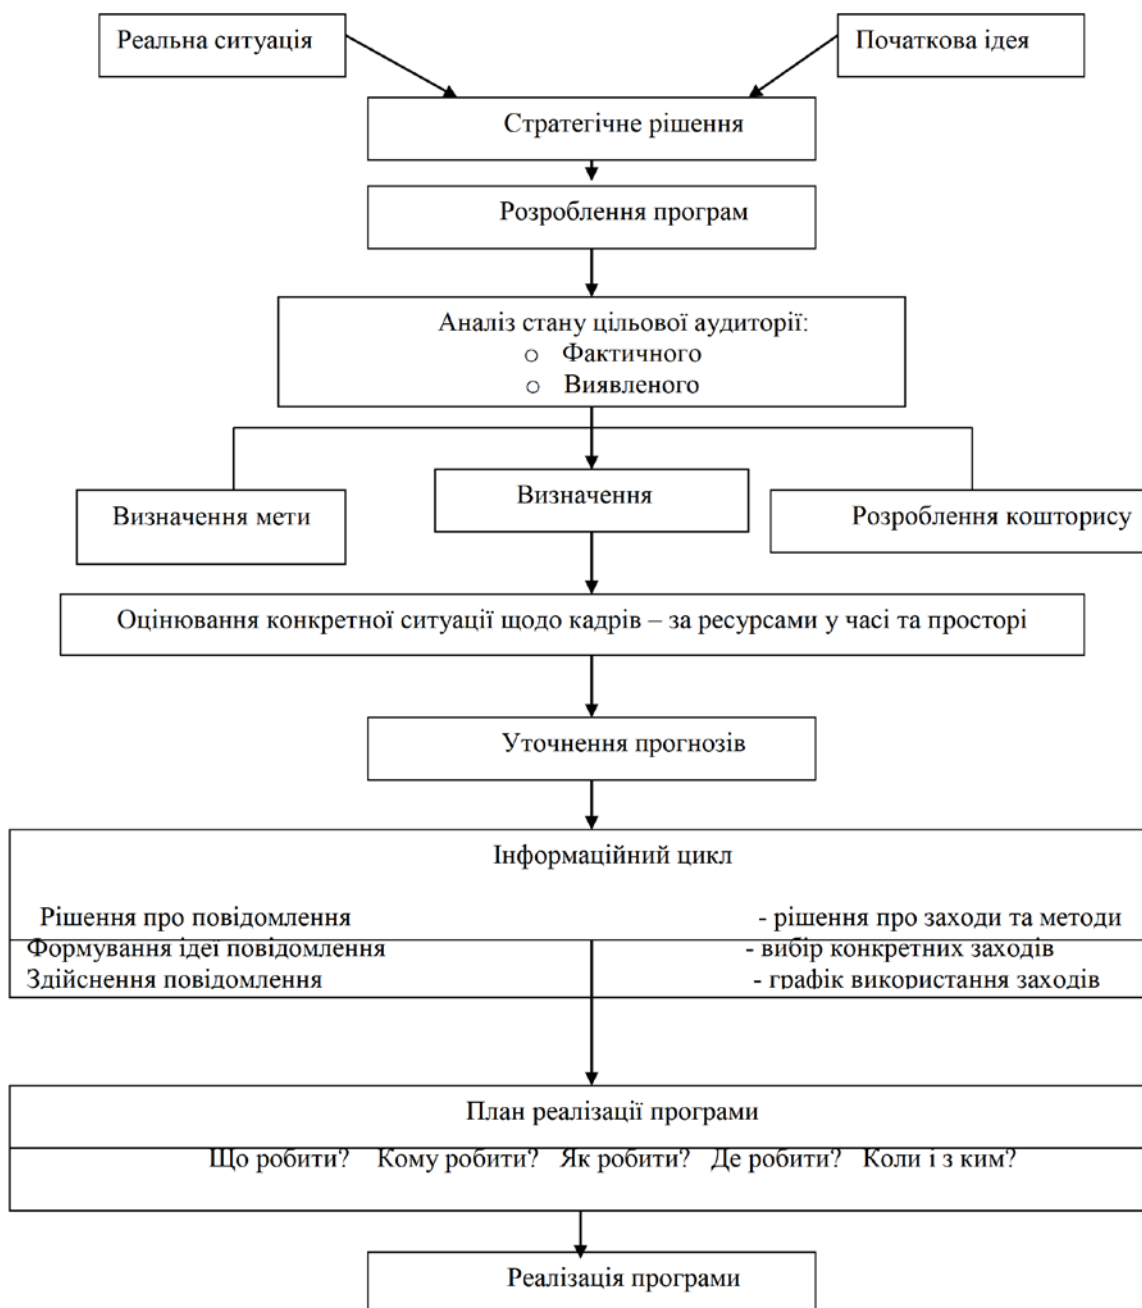 Реальна ситуація
Початкова ідея
Стратегічне рішення
Розроблення програм
Аналіз стану цільової аудиторії:
o Фактичного
o Виявленого
Визначення мети
Визначення
Розроблення кошторису
Оцінювання конкретної ситуації щодо кадрів – за ресурсами у часі та просторі
Уточнення прогнозів
Інформаційний цикл
Рішення про повідомлення - рішення про заходи та методи
Формування ідеї повідомлення - вибір конкретних заходів
Здійснення повідомлення - графік використання заходів
План реалізації програми
Що робити? Кому робити? Як робити? Де робити? Коли і з ким?
Реалізація програми